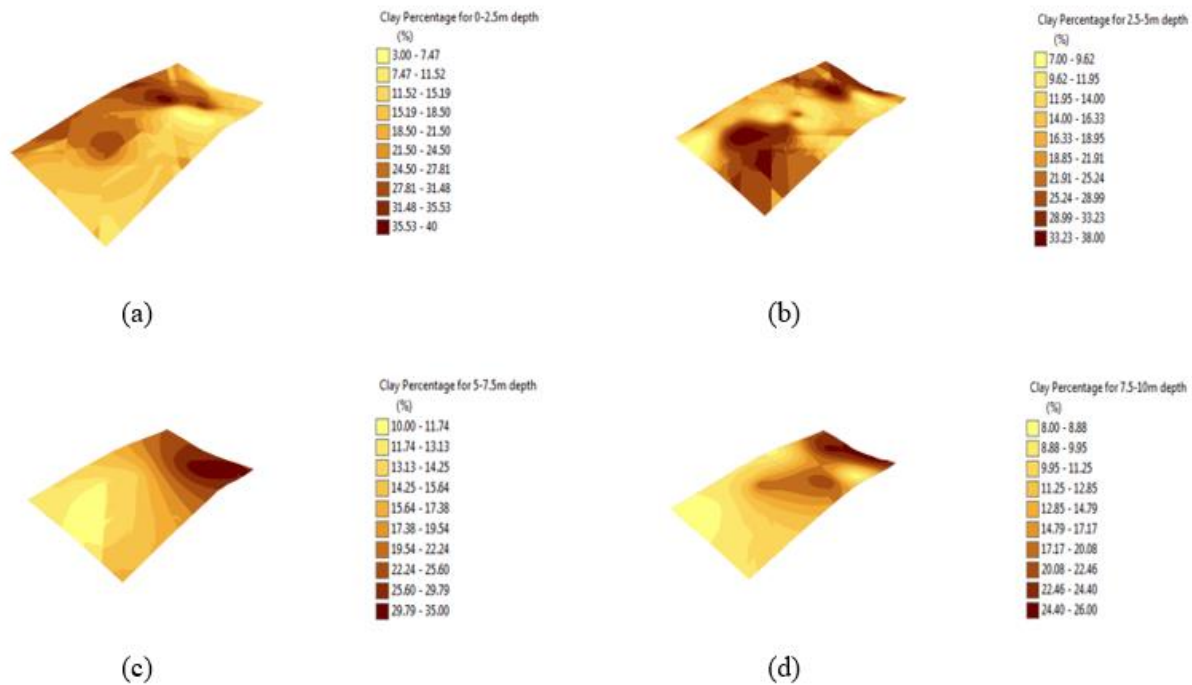 Clay Percentage for 0-2.5m depth
(%)
3.00 - 7.47
7.47 - 11.52
11.52 - 15.19
15.19 - 18.50
18.50 - 21.50
21.50 - 24.50
24.50 - 27.81
27.81 - 31.48
31.48 - 35.53
35.53 - 40
(a)
Clay Percentage for 2.5-5m depth
(%)
7.00 - 9.62
9.62 - 11.95
11.95 - 14.00
14.00 - 16.33
16.33 - 18.95
18.85 - 21.91
21.91 - 25.24
25.24 - 28.99
28.99 - 33.23
33.23 - 38.00
(b)
Clay Percentage for 5-7.5m depth
(%)
10.00 - 11.74
11.74 - 13.13
13.13 - 14.25
14.25 - 15.64
15.64 - 17.38
17.38 - 19.54
19.54 - 22.24
22.24 - 25.60
25.60 - 29.79
29.79 - 35.00
(c)
Clay Percentage for 7.5-10m depth
(%)
8.00 - 8.88
8.88 - 9.95
9.95 - 11.25
11.25 - 12.85
12.85 - 14.79
14.79 - 17.17
17.17 - 20.08
20.08 - 22.46
22.46 - 24.40
24.40 - 26.00
(d)